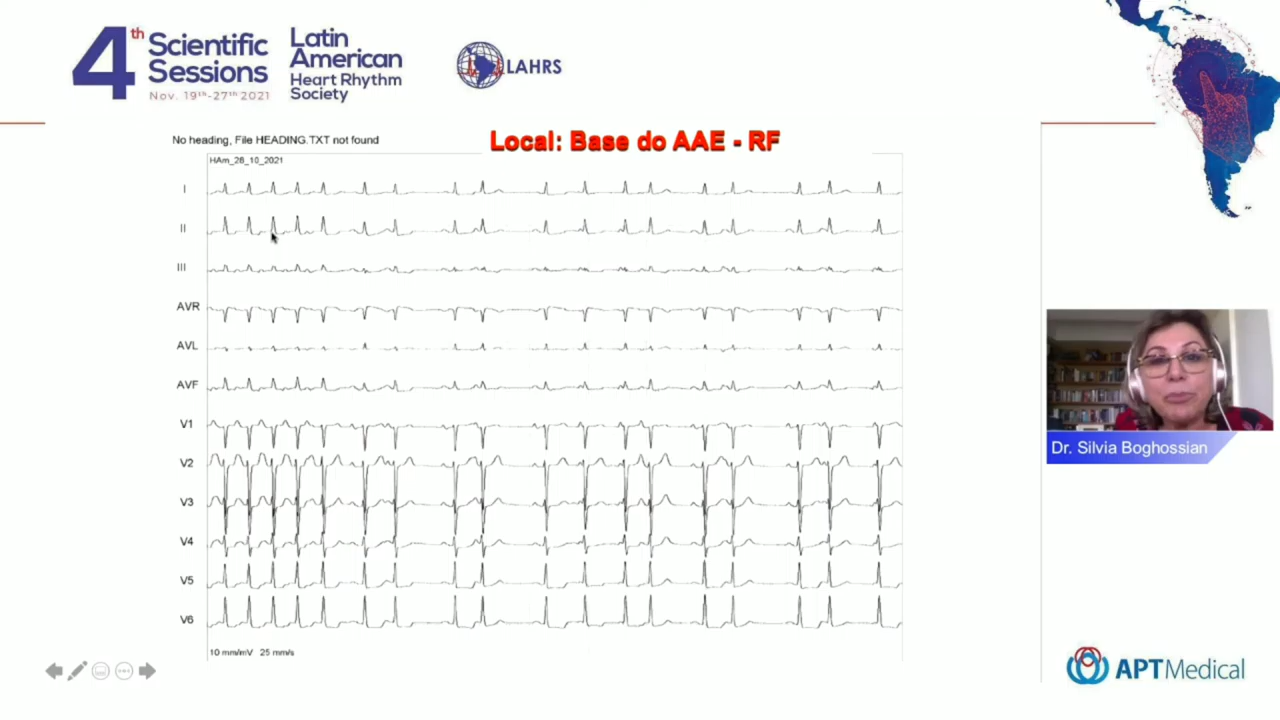 4th Scientific Sessions
Nov. 19th-27th 2021
Latin
American
Heart Rhythm
Society
LAHRS
No heading, File HEADING.TXT not found
Local: Base do AAE - RF
HAm_28_10_2021
I
II
III
AVR
AVL
AVF
V1
V2
V3
V4
V5
V6
10 mm/mV 25 mm/s
Dr. Silvia Boghossian
APT Medical